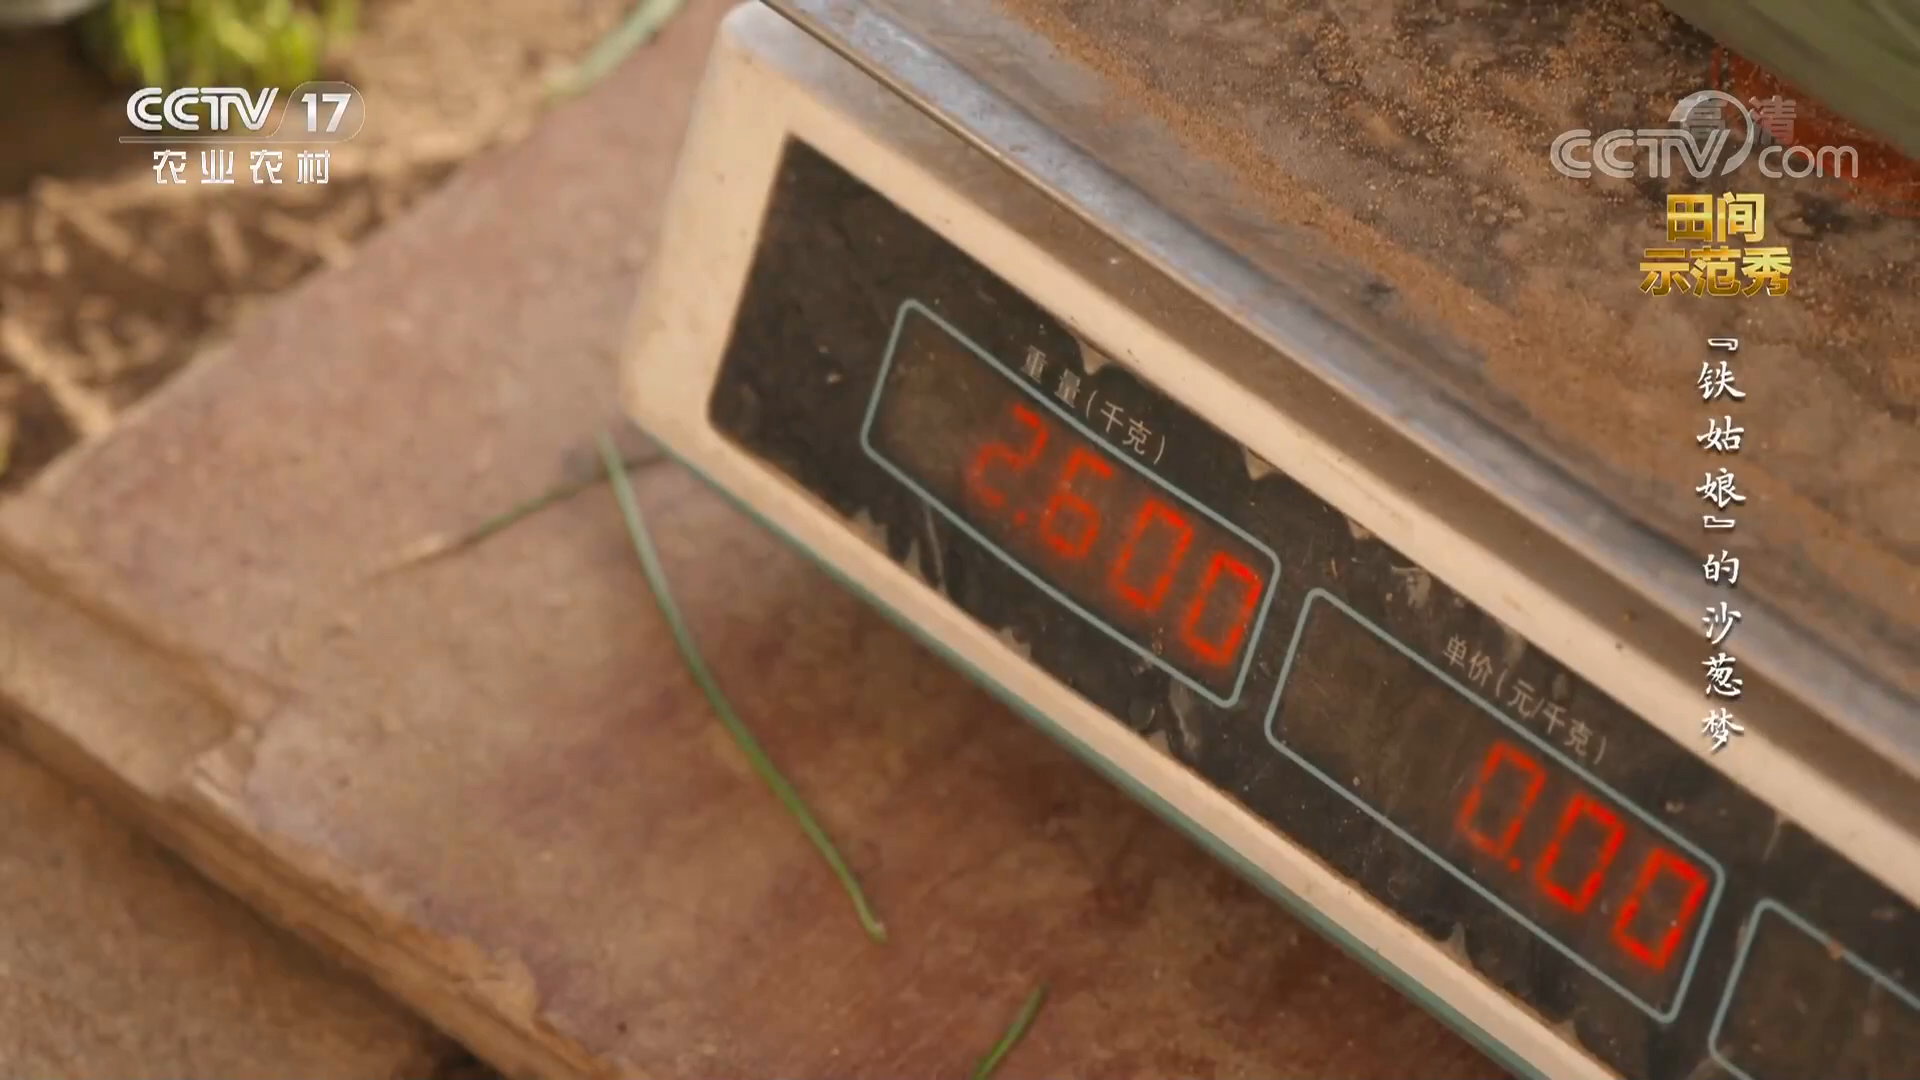 CCTV 17
农业农村
高清
CCTV.com
田间
示范秀
『铁姑娘』的沙葱梦
重量(千克)
2.600
单价(元/千克)
0.00